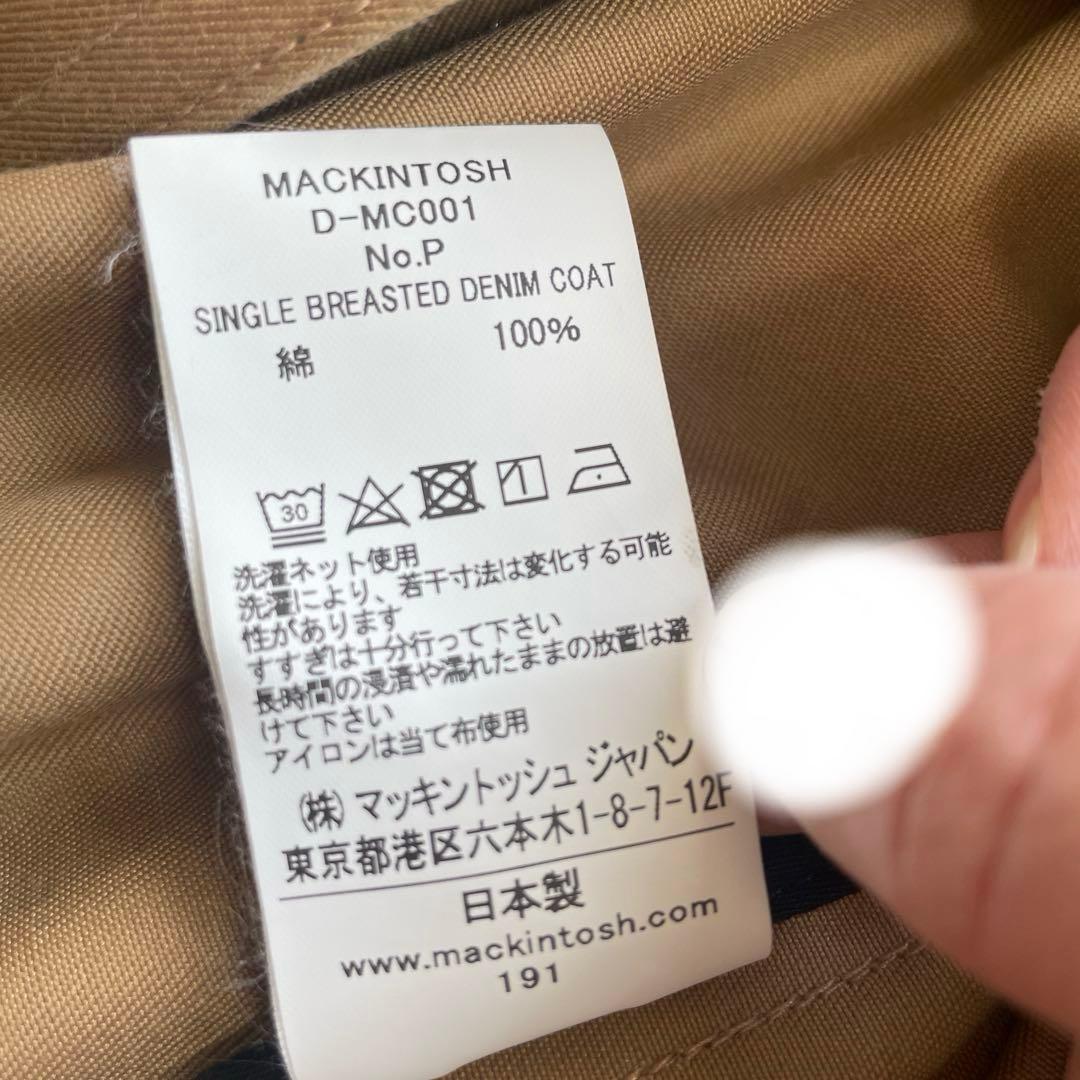 MACKINTOSH
D-MC001
No.P
SINGLE BREASTED DENIM COAT
綿 100%
30
洗濯ネット使用
洗濯により、若干寸法は変化する可能
性があります
すすぎは十分行って下さい
長時間の浸漬や濡れたままの放置は避
けて下さい
アイロンは当て布使用
(株) マッキントッシュ ジャパン
東京都港区六本木1-8-7-12F
日本製
www.mackintosh.com
191